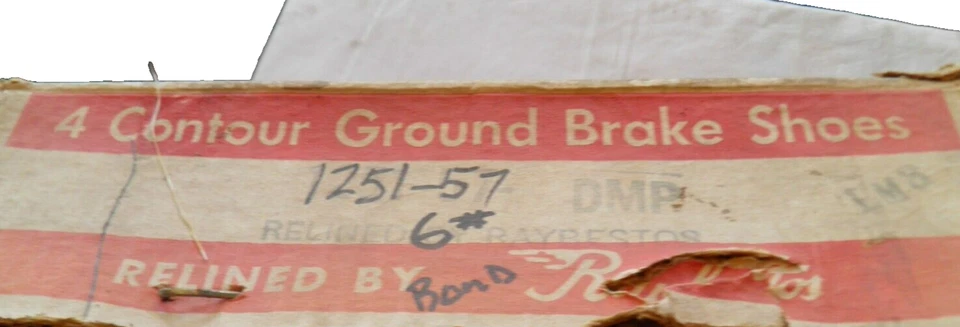 4 Contour Ground Brake Shoes
1251-57 DMP
6#
RELINED BY RAYBESTOS
RELINED BY
Bond